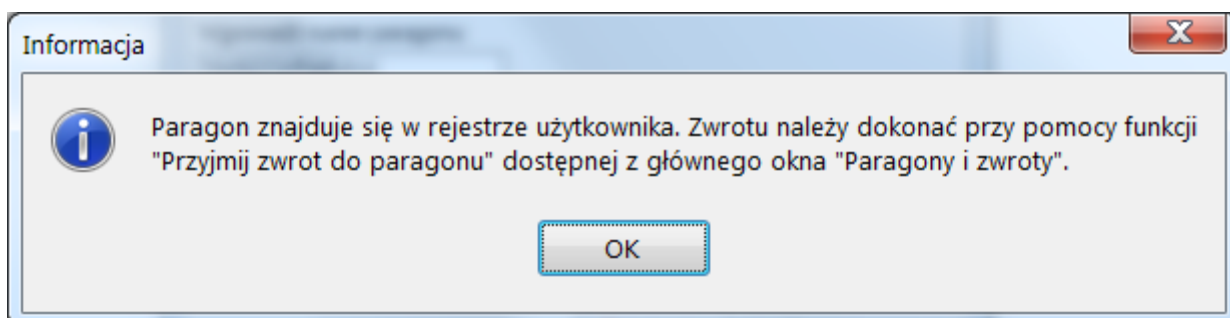 Informacja
Paragon znajduje się w rejestrze użytkownika. Zwrotu należy dokonać przy pomocy funkcji
"Przyjmij zwrot do paragonu" dostępnej z głównego okna "Paragony i zwroty".
OK